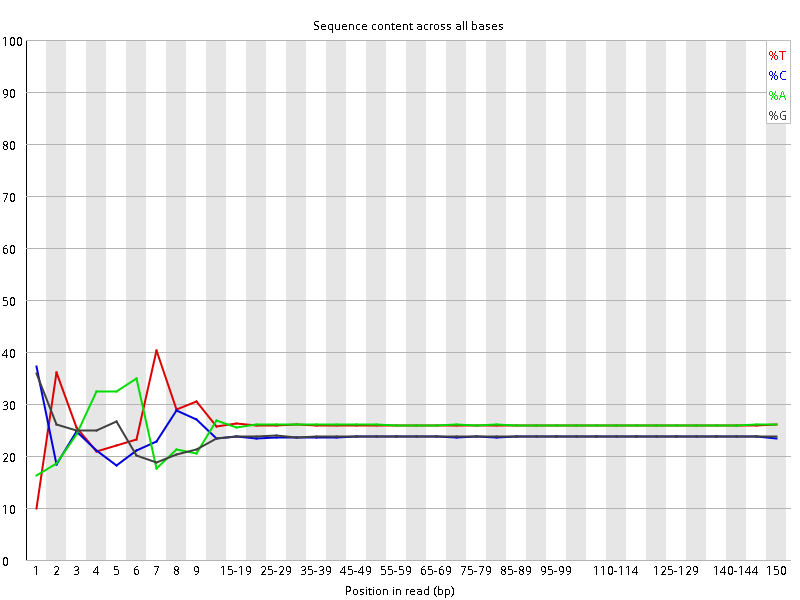 Sequence content across all bases
100
90
80
70
60
50
40
30
20
10
0
%T
%C
%A
%G
1 2 3 4 5 6 7 8 9 15-19 25-29 35-39 45-49 55-59 65-69 75-79 85-89 95-99 110-114 125-129 140-144 150
Position in read (bp)